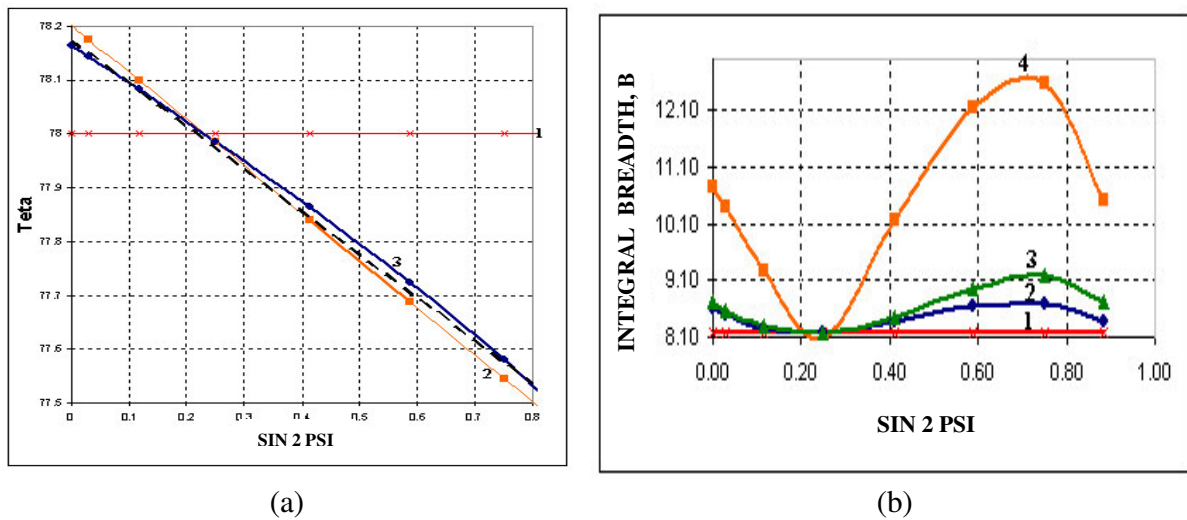 78.2
78.1
78
77.9
77.8
77.7
77.6
77.5
Teta
0 0.1 0.2 0.3 0.4 0.5 0.6 0.7 0.8
SIN 2 PSI
1
3
2
(a)
INTEGRAL BREADTH, B
12.10
11.10
10.10
9.10
8.10
0.00 0.20 0.40 0.60 0.80 1.00
SIN 2 PSI
4
3
2
1
(b)